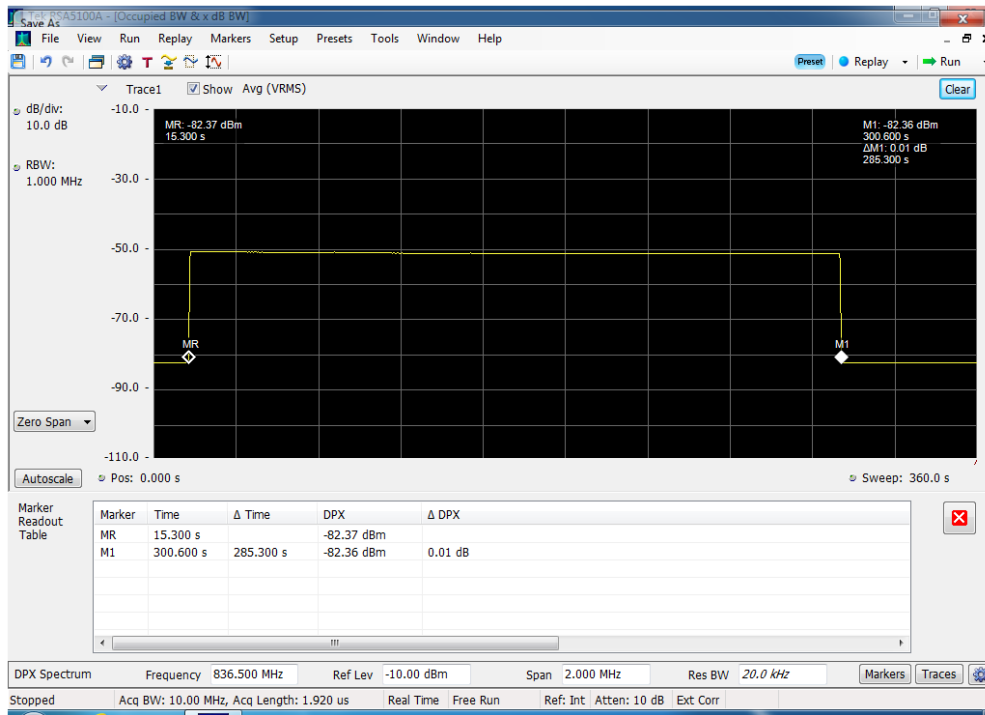 Tek RSA5100A - [Occupied BW & x dB BW]
Save As
File View Run Replay Markers Setup Presets Tools Window Help
T Preset Replay Run
Trace1 Show Avg (VRMS) Clear
dB/div:
10.0 dB
RBW:
1.000 MHz
-10.0 -
-30.0 -
-50.0 -
-70.0 -
-90.0 -
-110.0 -
MR: -82.37 dBm
15.300 s
M1: -82.36 dBm
300.600 s
ΔM1: 0.01 dB
285.300 s
MR
M1
Zero Span
Autoscale Pos: 0.000 s Sweep: 360.0 s
Marker
Readout
Table
Marker Time Δ Time DPX Δ DPX
MR 15.300 s -82.37 dBm
M1 300.600 s 285.300 s -82.36 dBm 0.01 dB
DPX Spectrum Frequency 836.500 MHz Ref Lev -10.00 dBm Span 2.000 MHz Res BW 20.0 kHz Markers Traces
Stopped Acq BW: 10.00 MHz, Acq Length: 1.920 us Real Time Free Run Ref: Int Atten: 10 dB Ext Corr